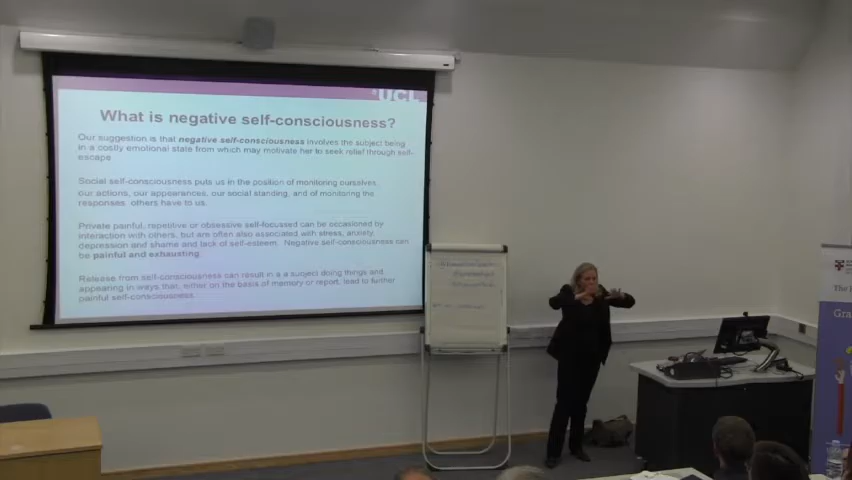 UCL
What is negative self-consciousness?
Our suggestion is that negative self-consciousness involves the subject being
in a costly emotional state from which may motivate her to seek relief through self-
escape
Social self-consciousness puts us in the position of monitoring ourselves,
our actions, our appearances, our social standing, and of monitoring the
responses others have to us.
Private painful, repetitive or obsessive self-focussed can be occasioned by
interaction with others, but are often also associated with stress, anxiety,
depression and shame and lack of self-esteem. Negative self-consciousness can
be painful and exhausting.
Release from self-consciousness can result in a a subject doing things and
appearing in ways that, either on the basis of memory or report, lead to further
painful self-consciousness.
Gra